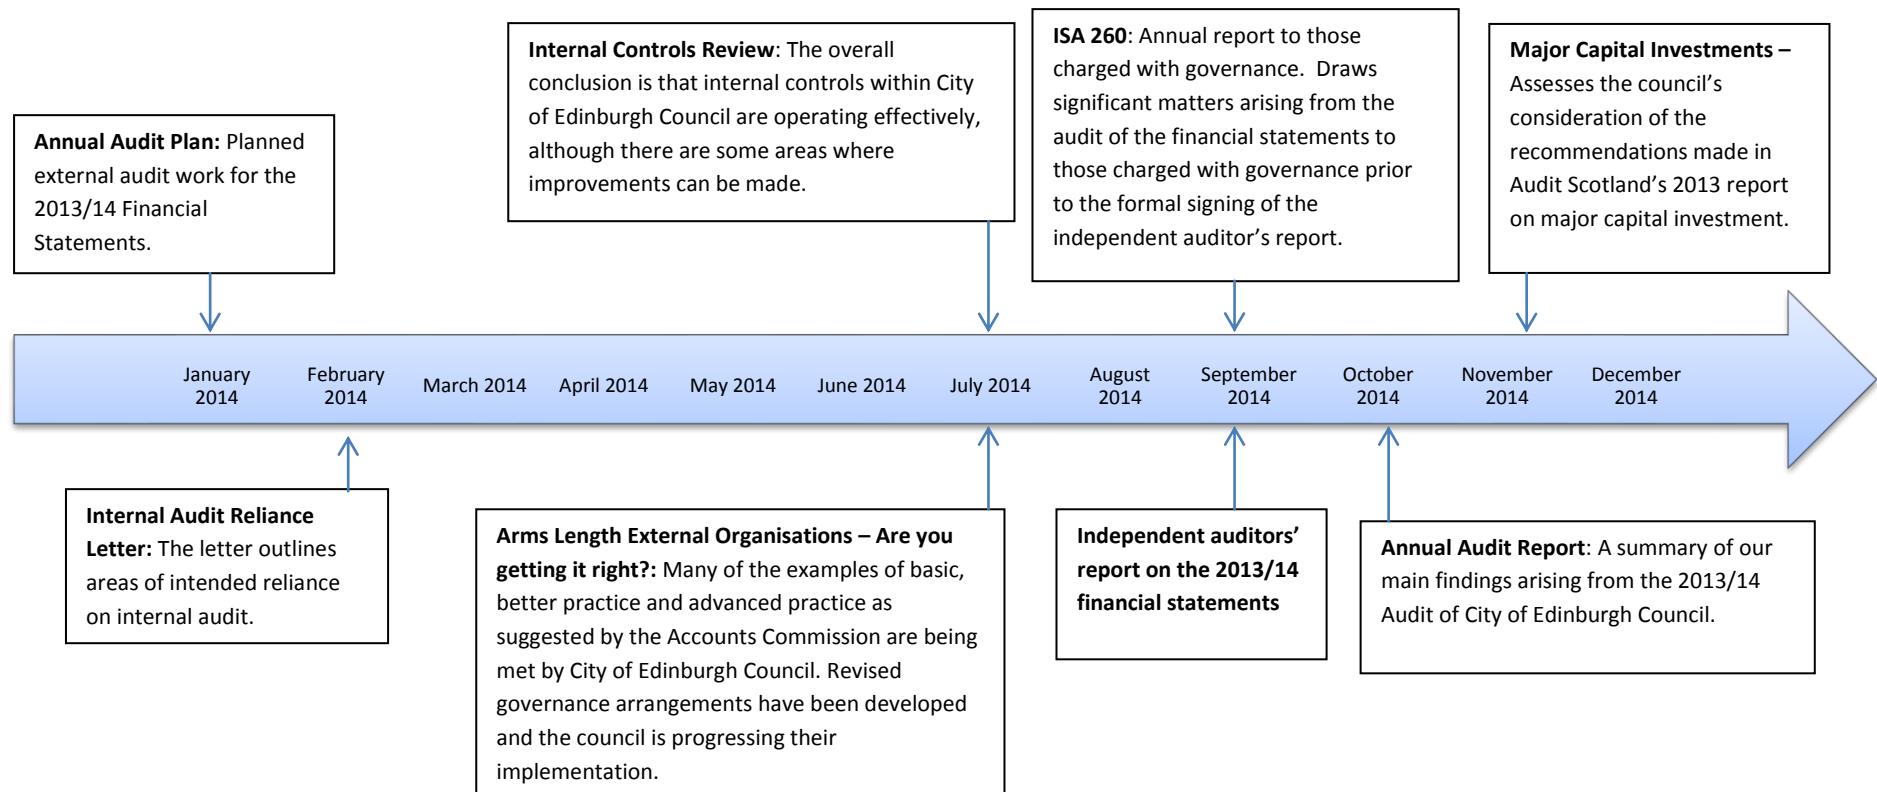 Annual Audit Plan: Planned
external audit work for the
2013/14 Financial
Statements.
Internal Controls Review: The overall
conclusion is that internal controls within City
of Edinburgh Council are operating effectively,
although there are some areas where
improvements can be made.
ISA 260: Annual report to those
charged with governance.  Draws
significant matters arising from the
audit of the financial statements to
those charged with governance prior
to the formal signing of the
independent auditor’s report.
Major Capital Investments –
Assesses the council’s
consideration of the
recommendations made in
Audit Scotland’s 2013 report
on major capital investment.
January
2014
February
2014
March 2014
April 2014
May 2014
June 2014
July 2014
August
2014
September
2014
October
2014
November
2014
December
2014
Internal Audit Reliance
Letter: The letter outlines
areas of intended reliance
on internal audit.
Arms Length External Organisations – Are you
getting it right?: Many of the examples of basic,
better practice and advanced practice as
suggested by the Accounts Commission are being
met by City of Edinburgh Council. Revised
governance arrangements have been developed
and the council is progressing their
implementation.
Independent auditors’
report on the 2013/14
financial statements
Annual Audit Report: A summary of our
main findings arising from the 2013/14
Audit of City of Edinburgh Council.